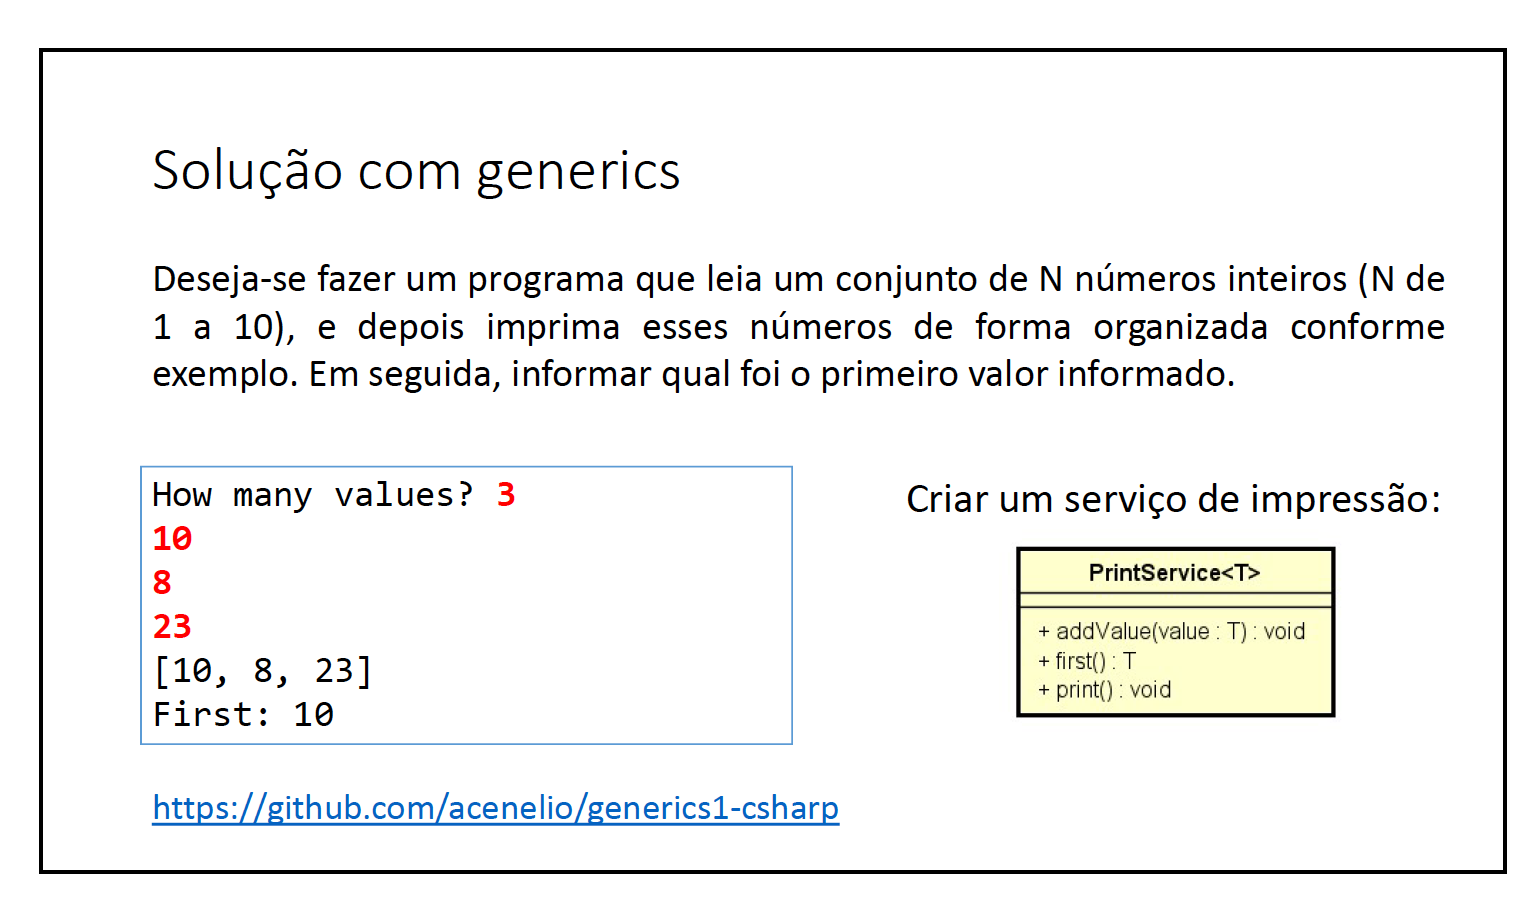 Solução com generics
Deseja-se fazer um programa que leia um conjunto de N números inteiros (N de
1 a 10), e depois imprima esses números de forma organizada conforme
exemplo. Em seguida, informar qual foi o primeiro valor informado.
How many values? 3
10
8
23
[10, 8, 23]
First: 10
Criar um serviço de impressão:
PrintService<T>
+ addValue(value : T) : void
+ first() : T
+ print() : void
https://github.com/acenelio/generics1-csharp